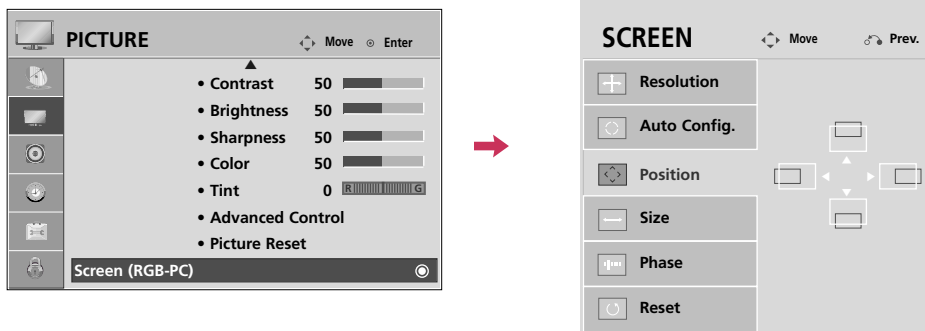 PICTURE
Move
Enter
• Contrast 50
• Brightness 50
• Sharpness 50
• Color 50
• Tint 0 R G
• Advanced Control
• Picture Reset
Screen (RGB-PC)
SCREEN
Move
Prev.
Resolution
Auto Config.
Position
Size
Phase
Reset